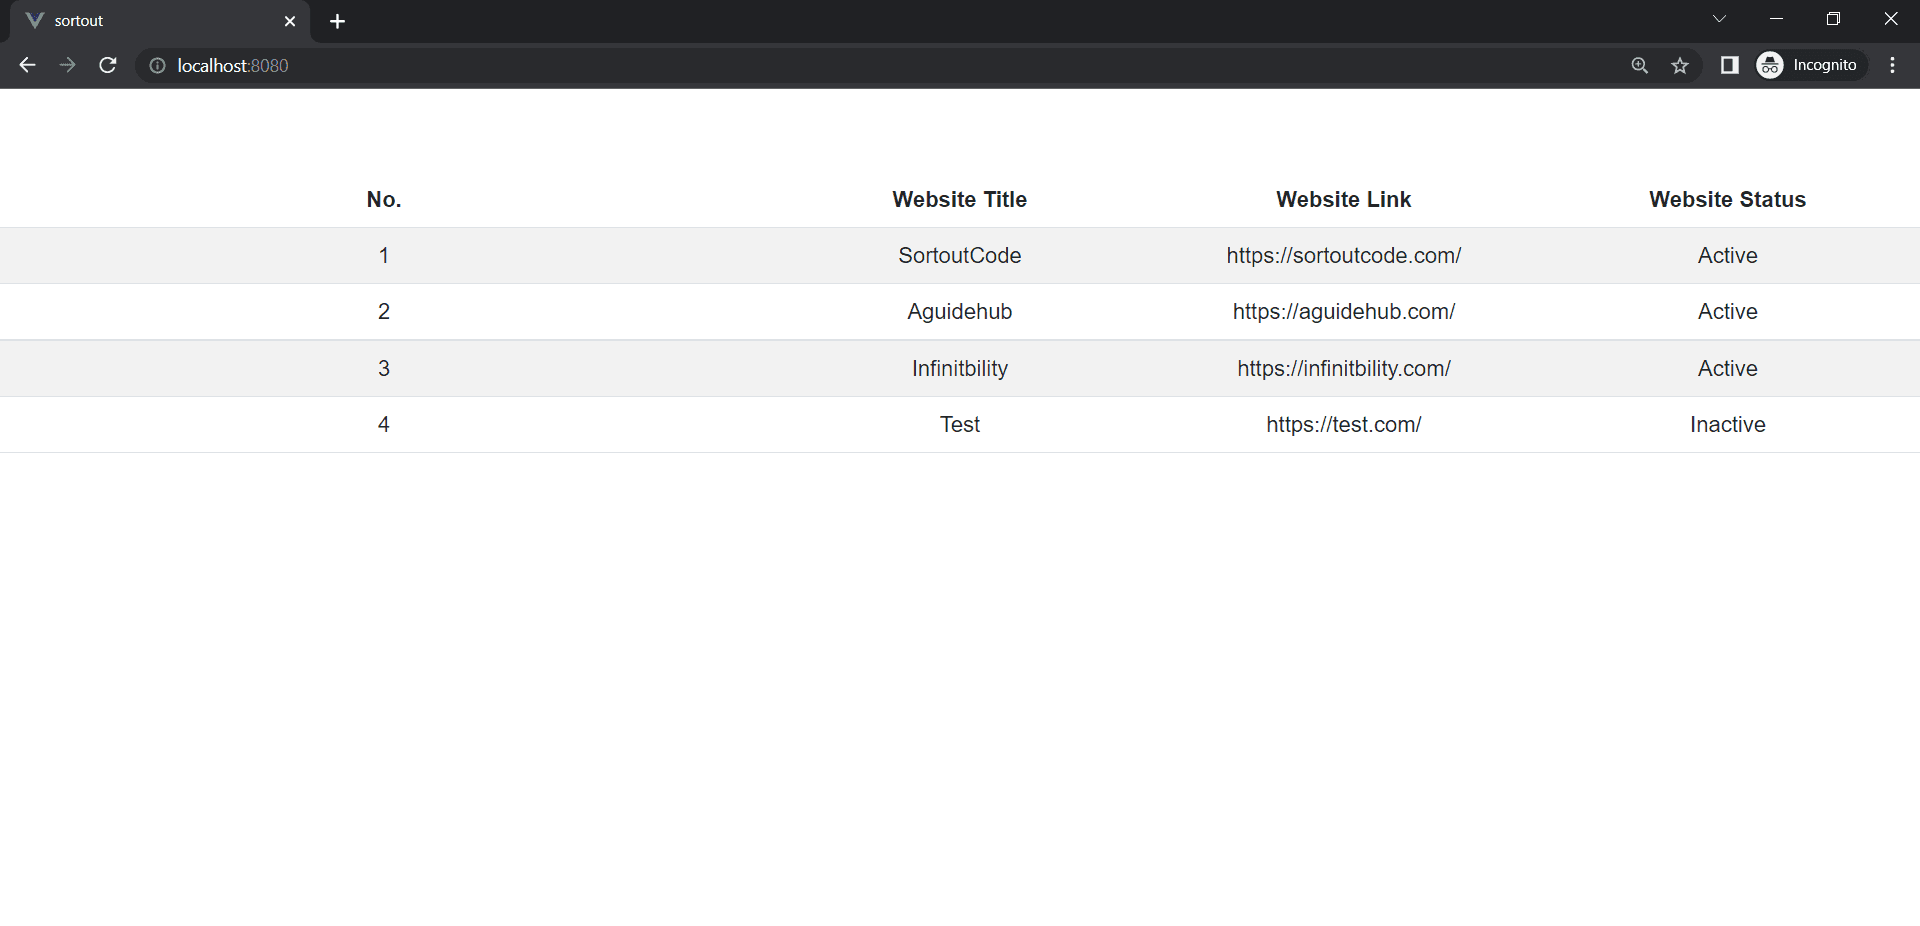 sortout
localhost:8080
Incognito
No. Website Title Website Link Website Status
1 SortoutCode https://sortoutcode.com/ Active
2 Aguidehub https://aguidehub.com/ Active
3 Infinitbility https://infinitbility.com/ Active
4 Test https://test.com/ Inactive